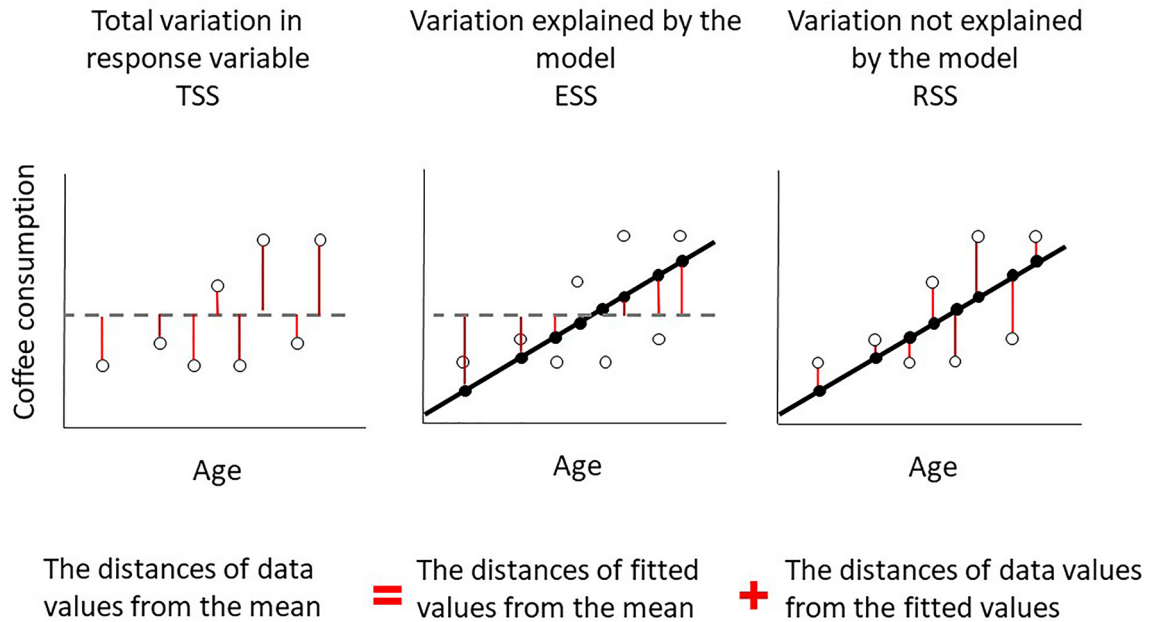 Total variation in
response variable
TSS
Variation explained by the
model
ESS
Variation not explained
by the model
RSS
Coffee consumption
Age
Age
Age
The distances of data
values from the mean
=
The distances of fitted
values from the mean
+
The distances of data values
from the fitted values